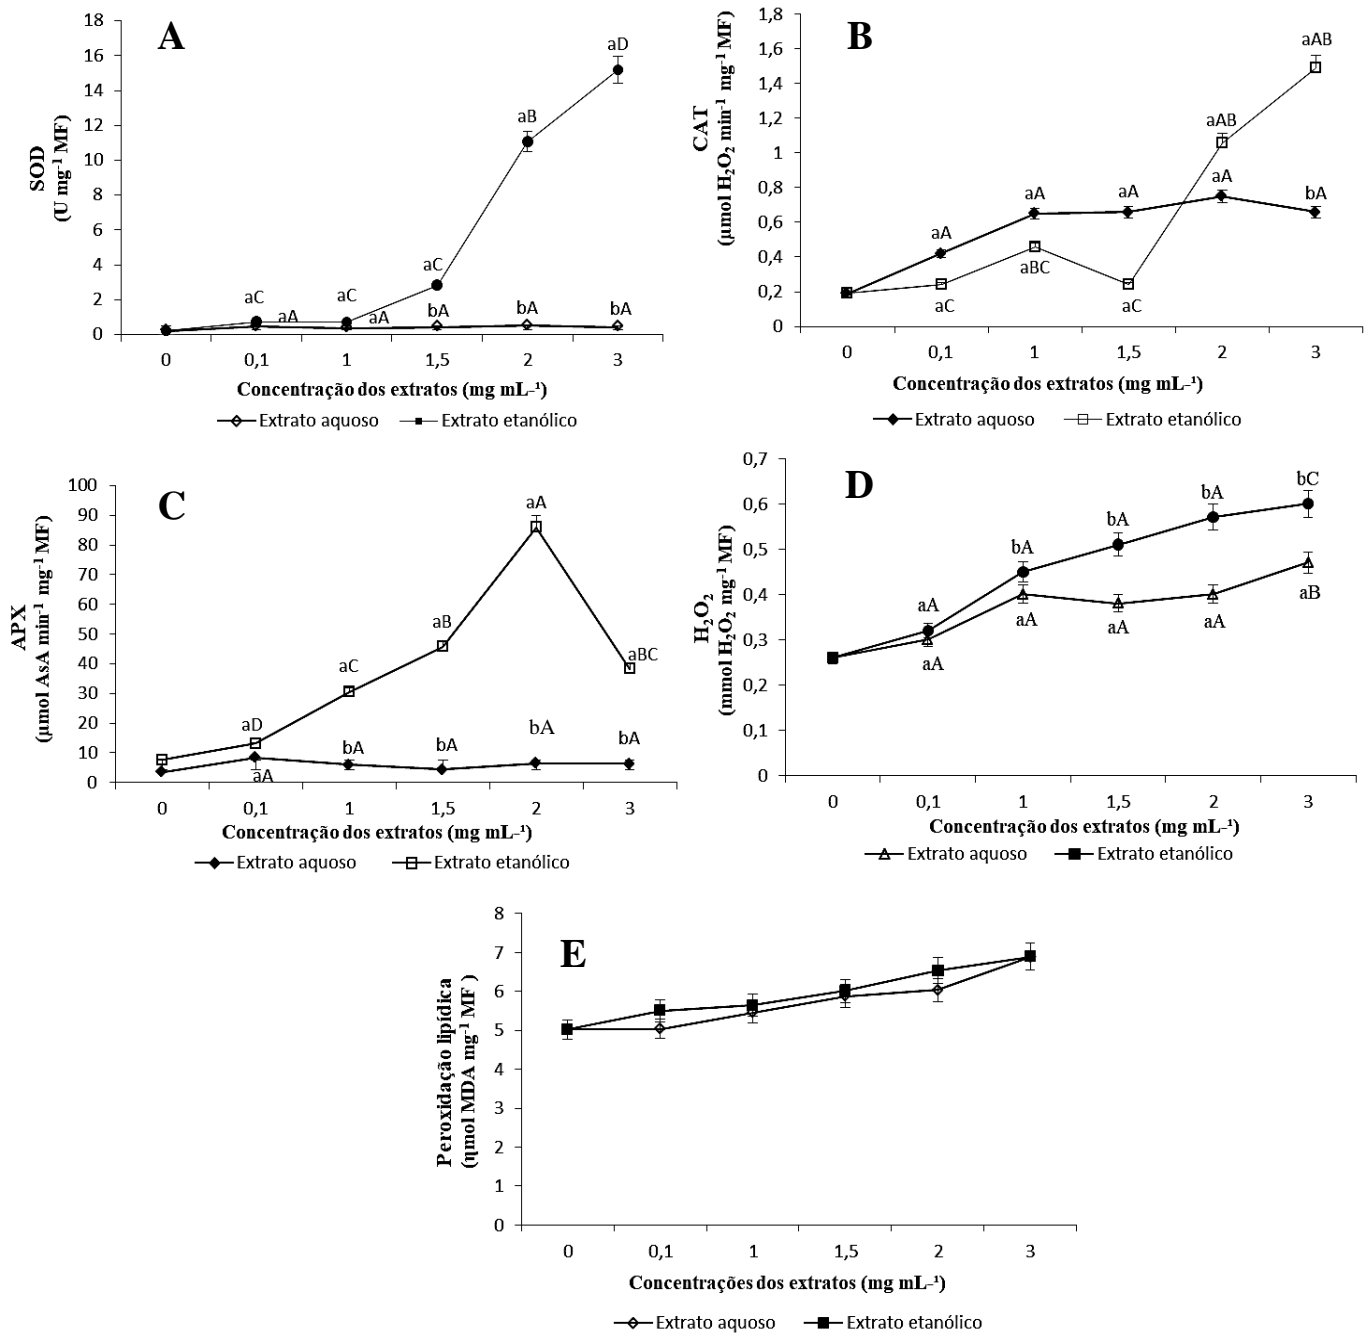 A
SOD
(U mg⁻¹ MF)
18
16
14
12
10
8
6
4
2
0
aC
aC
aC
aB
aD
aA
aA
bA
bA
bA
0 0,1 1 1,5 2 3
Concentração dos extratos (mg mL⁻¹)
Extrato aquoso Extrato etanólico
B
CAT
(µmol H₂O₂ min⁻¹ mg⁻¹ MF)
1,8
1,6
1,4
1,2
1
0,8
0,6
0,4
0,2
0
aA
aA
aA
aA
bA
aC
aBC
aC
aAB
aAB
0 0,1 1 1,5 2 3
Concentração dos extratos (mg mL⁻¹)
Extrato aquoso Extrato etanólico
C
APX
(µmol AsA min⁻¹ mg⁻¹ MF)
100
90
80
70
60
50
40
30
20
10
0
aD
aC
aB
aA
aBC
aA
bA
bA
bA
bA
0 0,1 1 1,5 2 3
Concentração dos extratos (mg mL⁻¹)
Extrato aquoso Extrato etanólico
D
H₂O₂
(mmol H₂O₂ mg⁻¹ MF)
0,7
0,6
0,5
0,4
0,3
0,2
0,1
0
aA
bA
bA
bA
bC
aA
aA
aA
aA
aB
0 0,1 1 1,5 2 3
Concentração dos extratos (mg mL⁻¹)
Extrato aquoso Extrato etanólico
E
Peroxidação lipídica
(ηmol MDA mg⁻¹ MF )
8
7
6
5
4
3
2
1
0
0 0,1 1 1,5 2 3
Concentrações dos extratos (mg mL⁻¹)
Extrato aquoso Extrato etanólico